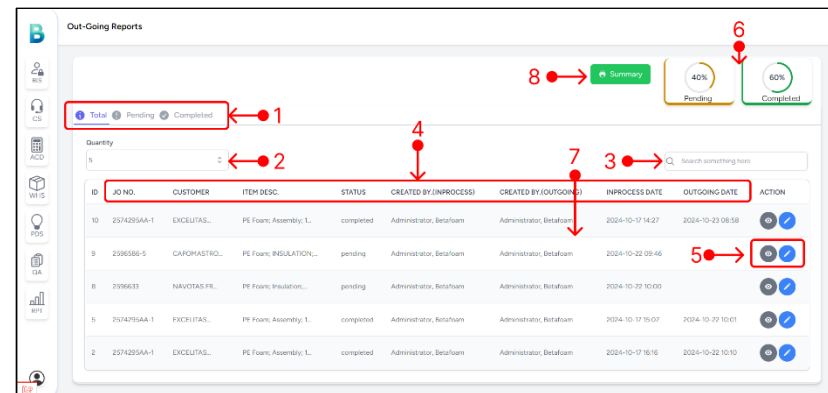 Out-Going Reports
B
6
8
Summary
40%
Pending
60%
Completed
RIS
CS
ACD
WHS
PDS
QA
RPT
Total Pending Completed
1
4
Quantity
5
2
7
3
Search something here
ID JO NO. CUSTOMER ITEM DESC. STATUS CREATED BY.(INPROCESS) CREATED BY.(OUTGOING) INPROCESS DATE OUTGOING DATE ACTION
10 2574295AA-1 EXCELITAS... PE Foam; Assembly; 1... completed Administrator, Betafoam Administrator, Betafoam 2024-10-17 14:27 2024-10-23 08:58
5
9 2596586-5 CAPOMASTRO... PE Foam; INSULATION;... pending Administrator, Betafoam Administrator, Betafoam 2024-10-22 09:46
8 2596633 NAVOTAS FR... PE Foam; Insulation;... pending Administrator, Betafoam Administrator, Betafoam 2024-10-22 10:00
5 2574295AA-1 EXCELITAS... PE Foam; Assembly; 1... completed Administrator, Betafoam Administrator, Betafoam 2024-10-17 15:07 2024-10-22 10:01
2 2574295AA-1 EXCELITAS... PE Foam; Assembly; 1... completed Administrator, Betafoam Administrator, Betafoam 2024-10-17 16:16 2024-10-22 10:10